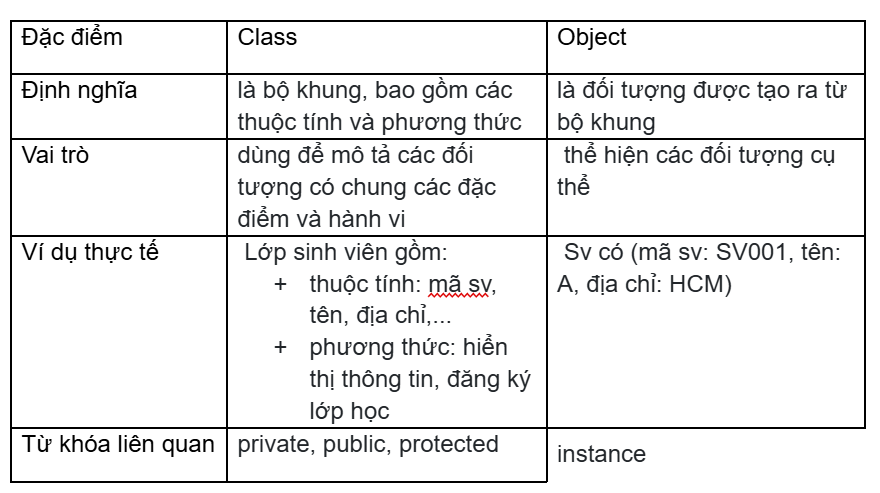 Đặc điểm Class Object
Định nghĩa
là bộ khung, bao gồm các
thuộc tính và phương thức
là đối tượng được tạo ra từ
bộ khung
Vai trò
dùng để mô tả các đối
tượng có chung các đặc
điểm và hành vi
thể hiện các đối tượng cụ
thể
Ví dụ thực tế
Lớp sinh viên gồm:
+ thuộc tính: mã sv,
tên, địa chỉ,...
+ phương thức: hiển
thị thông tin, đăng ký
lớp học
Sv có (mã sv: SV001, tên:
A, địa chỉ: HCM)
Từ khóa liên quan
private, public, protected
instance